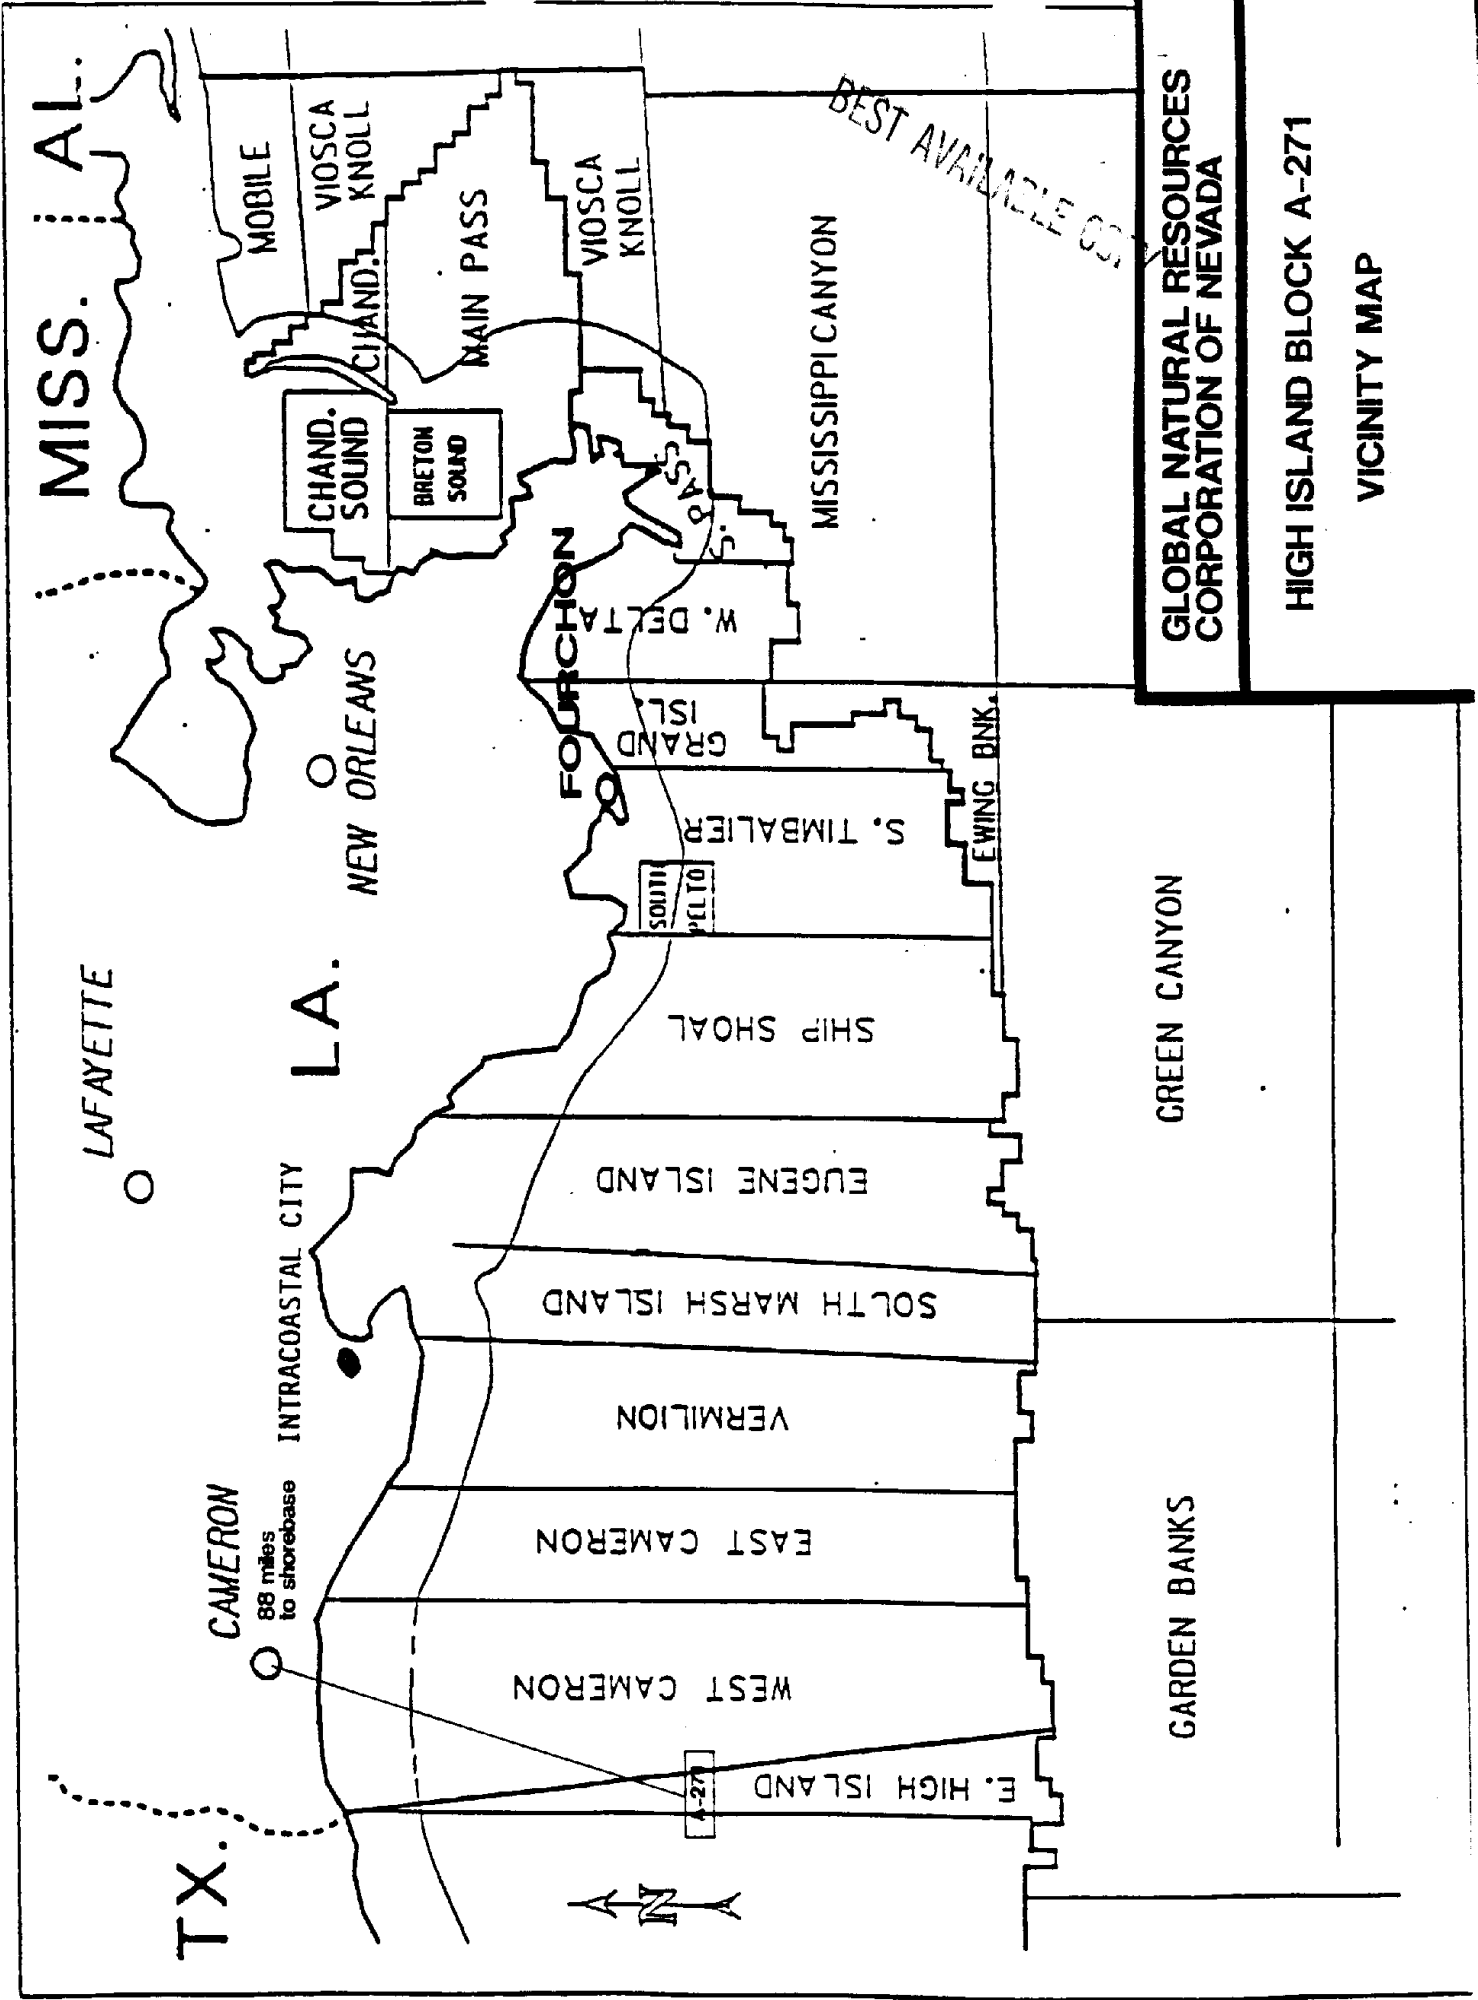 MISS.
AL.
TX.
LA.
LAFAYETTE
NEW ORLEANS
INTRACOASTAL CITY
CAMERON
88 miles
to shorebase
FOURCHON
MOBILE
VIOSCA
KNOLL
CHAND.
MAIN PASS
VIOSCA
KNOLL
CHAND.
SOUND
BRETON
SOUND
S. PASS
W. DELTA
GRAND
ISL.
S. TIMBALIER
SOUTH
PELTO
SHIP SHOAL
EUGENE ISLAND
SOUTH MARSH ISLAND
VERMILION
EAST CAMERON
WEST CAMERON
E. HIGH ISLAND
A-271
N
MISSISSIPPI CANYON
EWING BNK.
GREEN CANYON
GARDEN BANKS
BEST AVAILABLE COPY
GLOBAL NATURAL RESOURCES
CORPORATION OF NEVADA
HIGH ISLAND BLOCK A-271
VICINITY MAP